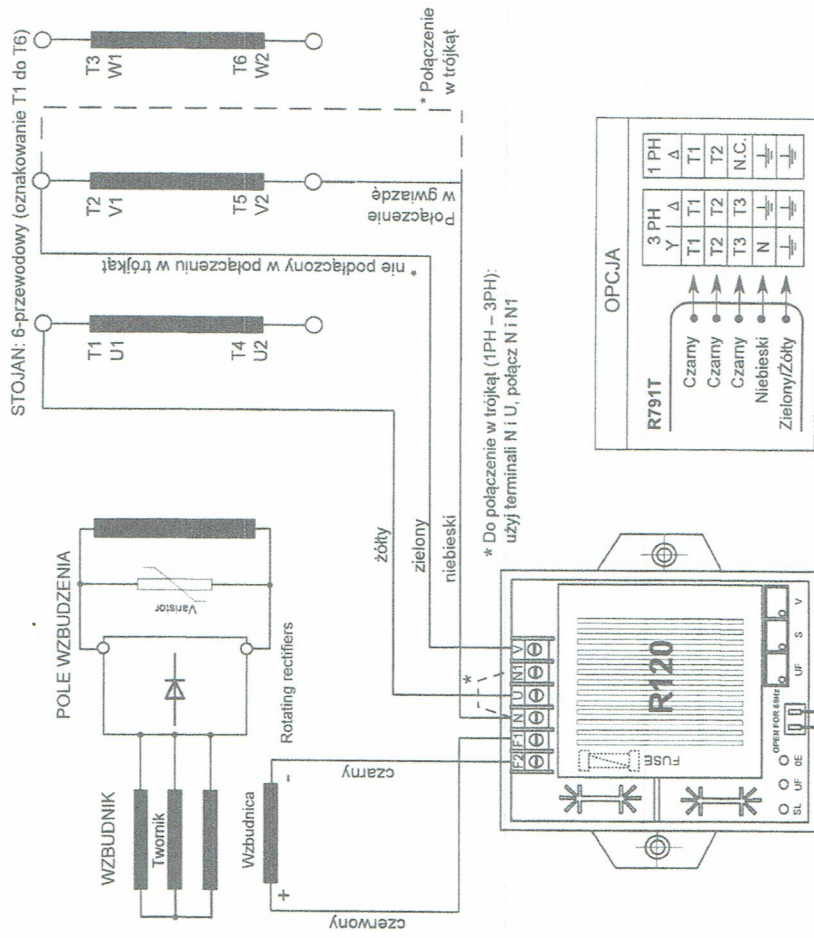 STOJAN: 6-przewodowy (oznakowanie T1 do T6)
T1
U1
T4
U2
T2
V1
T5
V2
T3
W1
T6
W2
* nie podłączony w połączeniu w trójkąt
Połączenie
w gwiazdę
* Połączenie
w trójkąt
POLE WZBUDZENIA
Varistor
Rotating rectifiers
WZBUDNIK
Twornik
Wzbudnica
+
-
czerwony
czarny
żółty
zielony
niebieski
* Do połączenie w trójkąt (1PH – 3PH):
użyj terminali N i U, połącz N i N1
*
F2 F1 N U N1 V
FUSE
R120
OPEN FOR 60Hz
SL UF OE
UF S V
OPCJA
R791T
3 PH 1 PH
Y Δ Δ
Czarny T1 T1 T1
Czarny T2 T2 T2
Czarny T3 T3 N.C.
Niebieski N
Zielony/Żółty